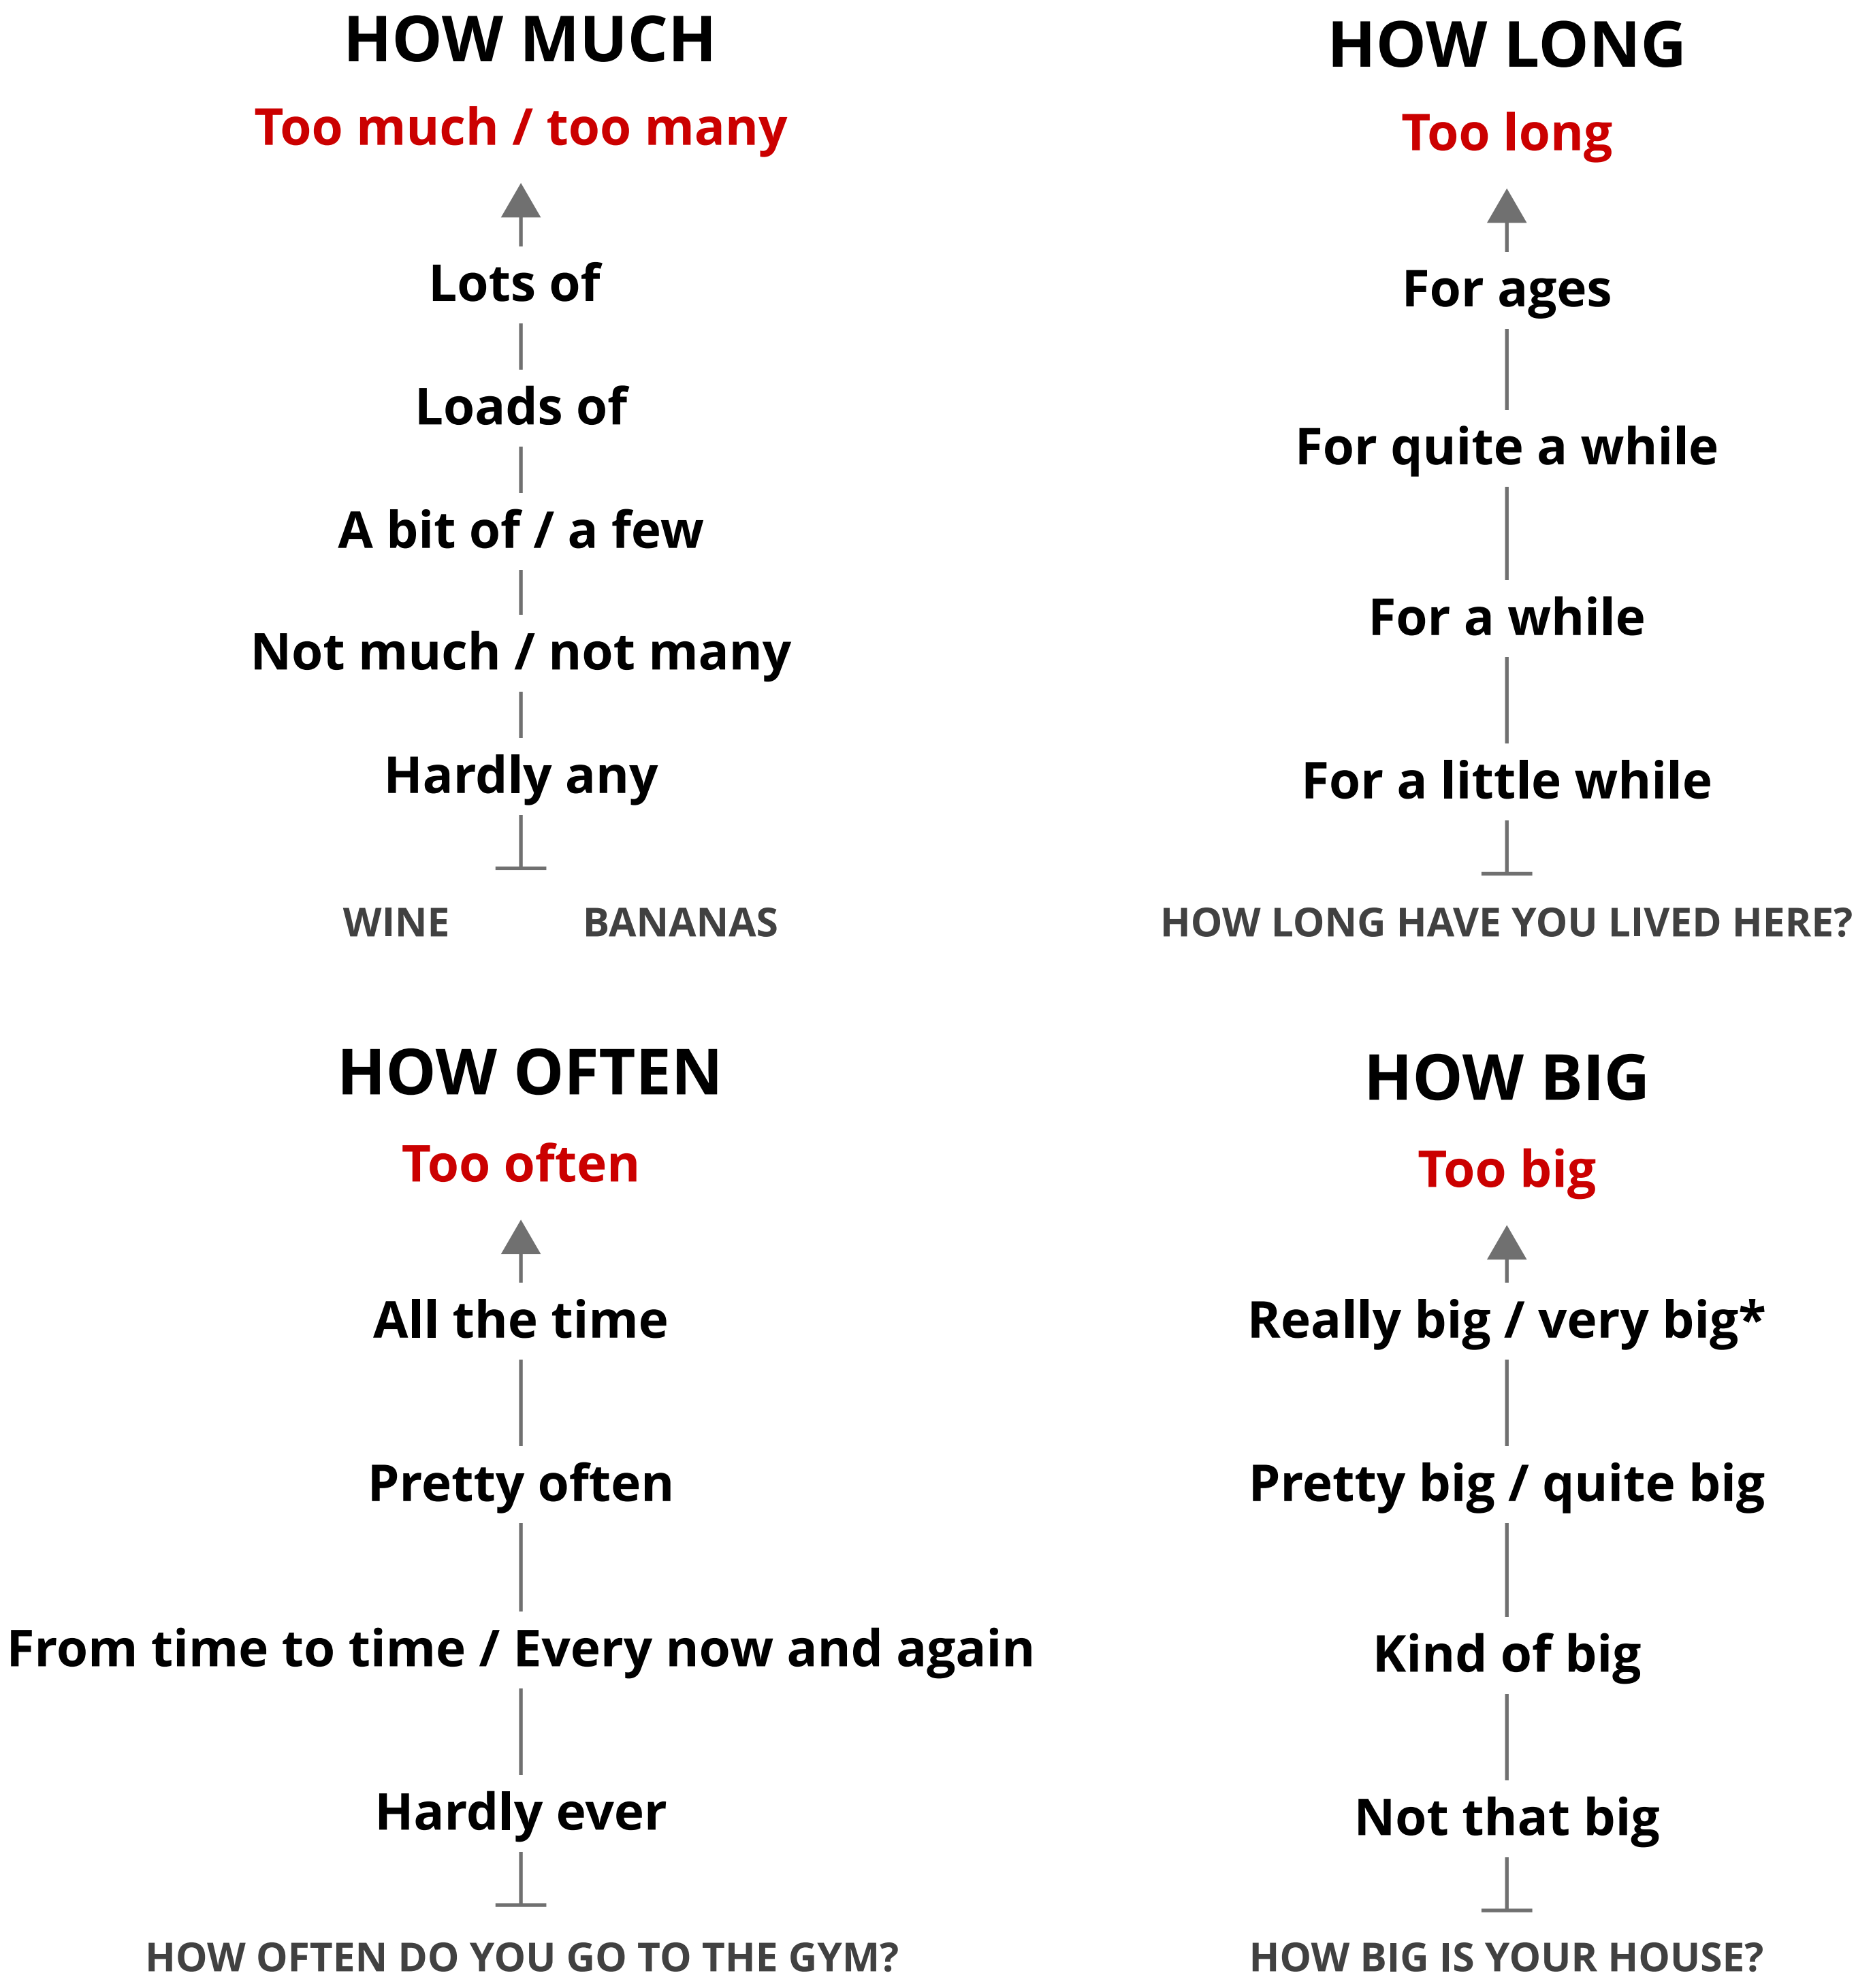 HOW MUCH
Too much / too many
Lots of
Loads of
A bit of / a few
Not much / not many
Hardly any
WINE BANANAS
HOW LONG
Too long
For ages
For quite a while
For a while
For a little while
HOW LONG HAVE YOU LIVED HERE?
HOW OFTEN
Too often
All the time
Pretty often
From time to time / Every now and again
Hardly ever
HOW OFTEN DO YOU GO TO THE GYM?
HOW BIG
Too big
Really big / very big*
Pretty big / quite big
Kind of big
Not that big
HOW BIG IS YOUR HOUSE?